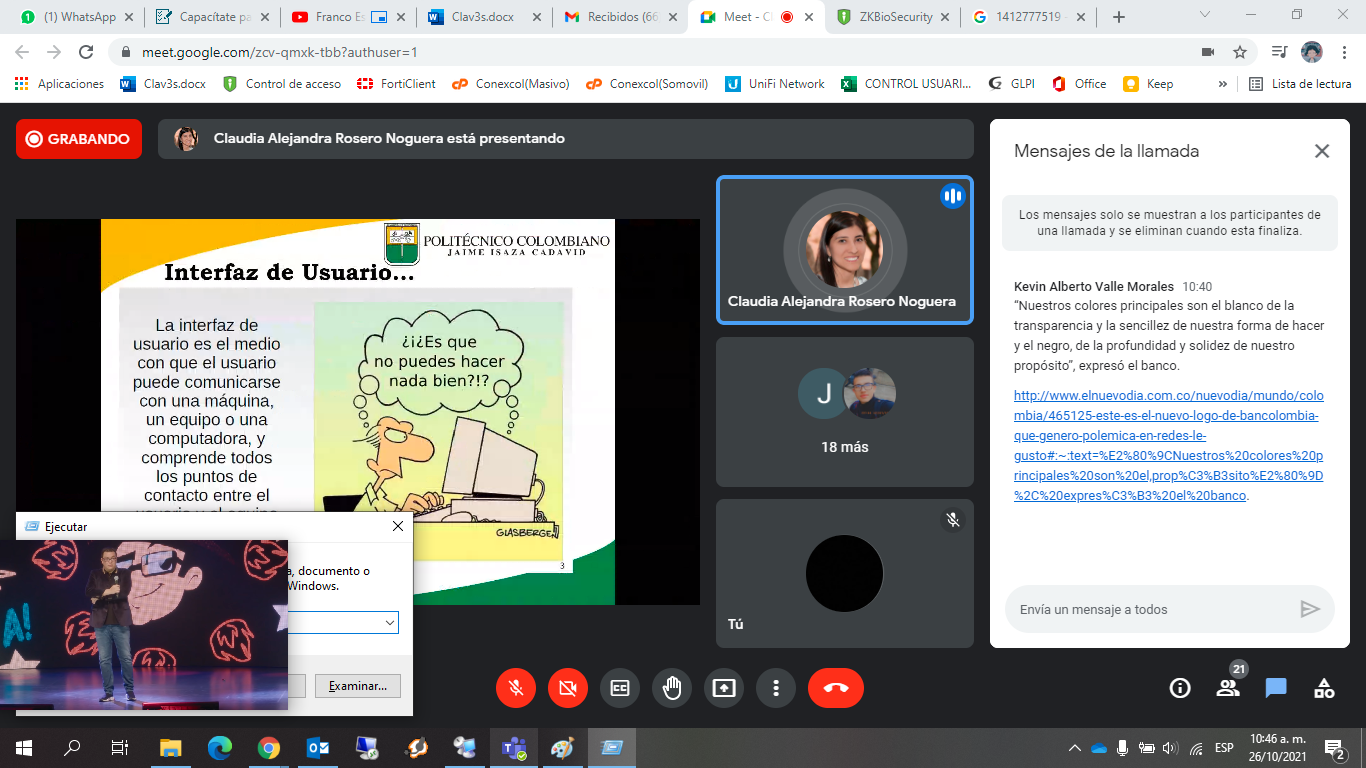 (1) WhatsApp
Capacítate pa
Franco Es
Clav3s.docx
Recibidos (66
Meet - C
ZKBioSecurity
1412777519 -
meet.google.com/zcv-qmxk-tbb?authuser=1
Aplicaciones
Clav3s.docx
Control de acceso
FortiClient
Conexcol(Masivo)
Conexcol(Somovil)
UniFi Network
CONTROL USUARI...
GLPI
Office
Keep
»
Lista de lectura
GRABANDO
Claudia Alejandra Rosero Noguera está presentando
POLITÉCNICO COLOMBIANO
JAIME ISAZA CADAVID
Interfaz de Usuario...
La interfaz de
usuario es el medio
con que el usuario
puede comunicarse
con una máquina,
un equipo o una
computadora, y
comprende todos
los puntos de
contacto entre el
¿¡¿Es que
no puedes hacer
nada bien?!?
GLASBERGEN
3
Claudia Alejandra Rosero Noguera
J
18 más
Tú
Mensajes de la llamada
Los mensajes solo se muestran a los participantes de
una llamada y se eliminan cuando esta finaliza.
Kevin Alberto Valle Morales 10:40
“Nuestros colores principales son el blanco de la
transparencia y la sencillez de nuestra forma de hacer
y el negro, de la profundidad y solidez de nuestro
propósito”, expresó el banco.
http://www.elnuevodia.com.co/nuevodia/mundo/colo
mbia/465125-este-es-el-nuevo-logo-de-bancolombia-
que-genero-polemica-en-redes-le-
gusto#:~:text=%E2%80%9CNuestros%20colores%20p
rincipales%20son%20el,prop%C3%B3sito%E2%80%9D
%2C%20expres%C3%B3%20el%20banco.
Envía un mensaje a todos
Ejecutar
, documento o
Windows.
A!
Examinar...
21
ESP
10:46 a. m.
26/10/2021
2